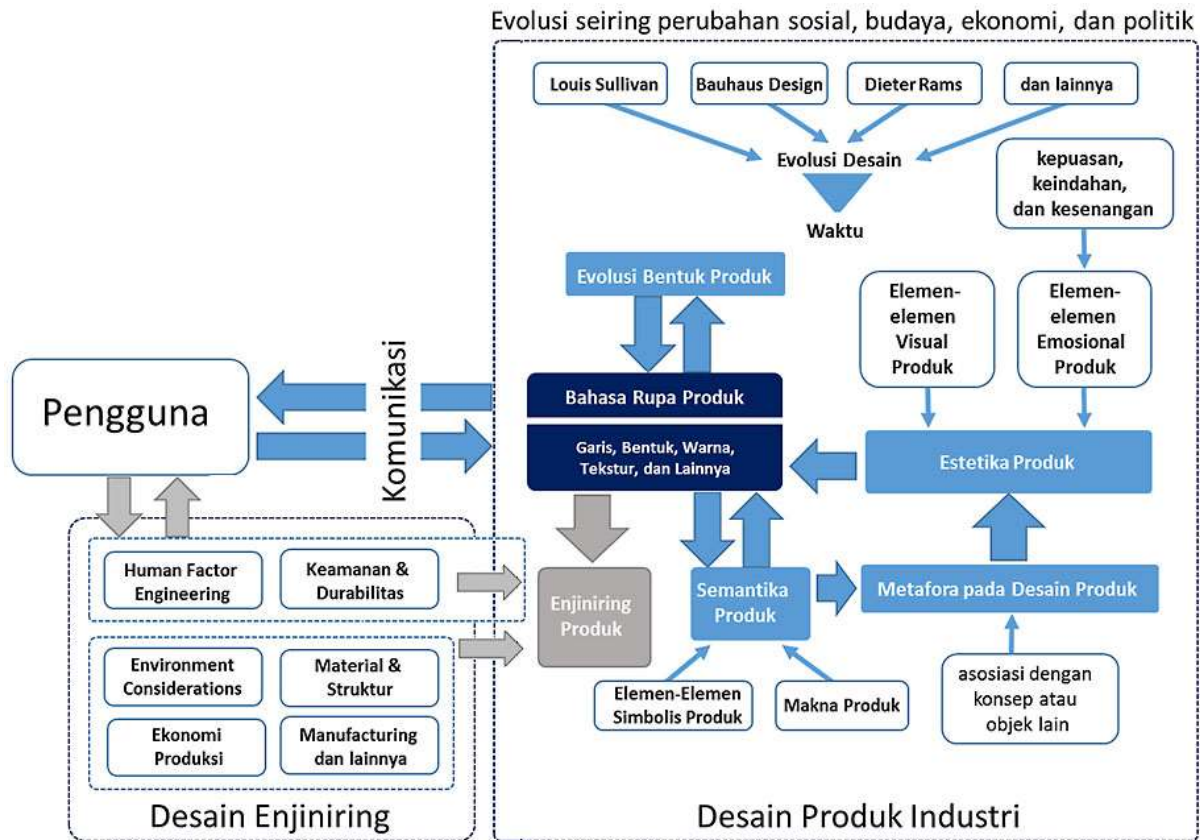 Evolusi seiring perubahan sosial, budaya, ekonomi, dan politik
Louis Sullivan
Bauhaus Design
Dieter Rams
dan lainnya
Evolusi Desain
Waktu
kepuasan,
keindahan,
dan kesenangan
Evolusi Bentuk Produk
Elemen-
elemen
Visual
Produk
Elemen-
elemen
Emosional
Produk
Pengguna
Komunikasi
Bahasa Rupa Produk
Garis, Bentuk, Warna,
Tekstur, dan Lainnya
Estetika Produk
Human Factor
Engineering
Keamanan &
Durabilitas
Enjiniring
Produk
Semantika
Produk
Metafora pada Desain Produk
Environment
Considerations
Material &
Struktur
Ekonomi
Produksi
Manufacturing
dan lainnya
Elemen-Elemen
Simbolis Produk
Makna Produk
asosiasi dengan
konsep atau
objek lain
Desain Enjiniring
Desain Produk Industri